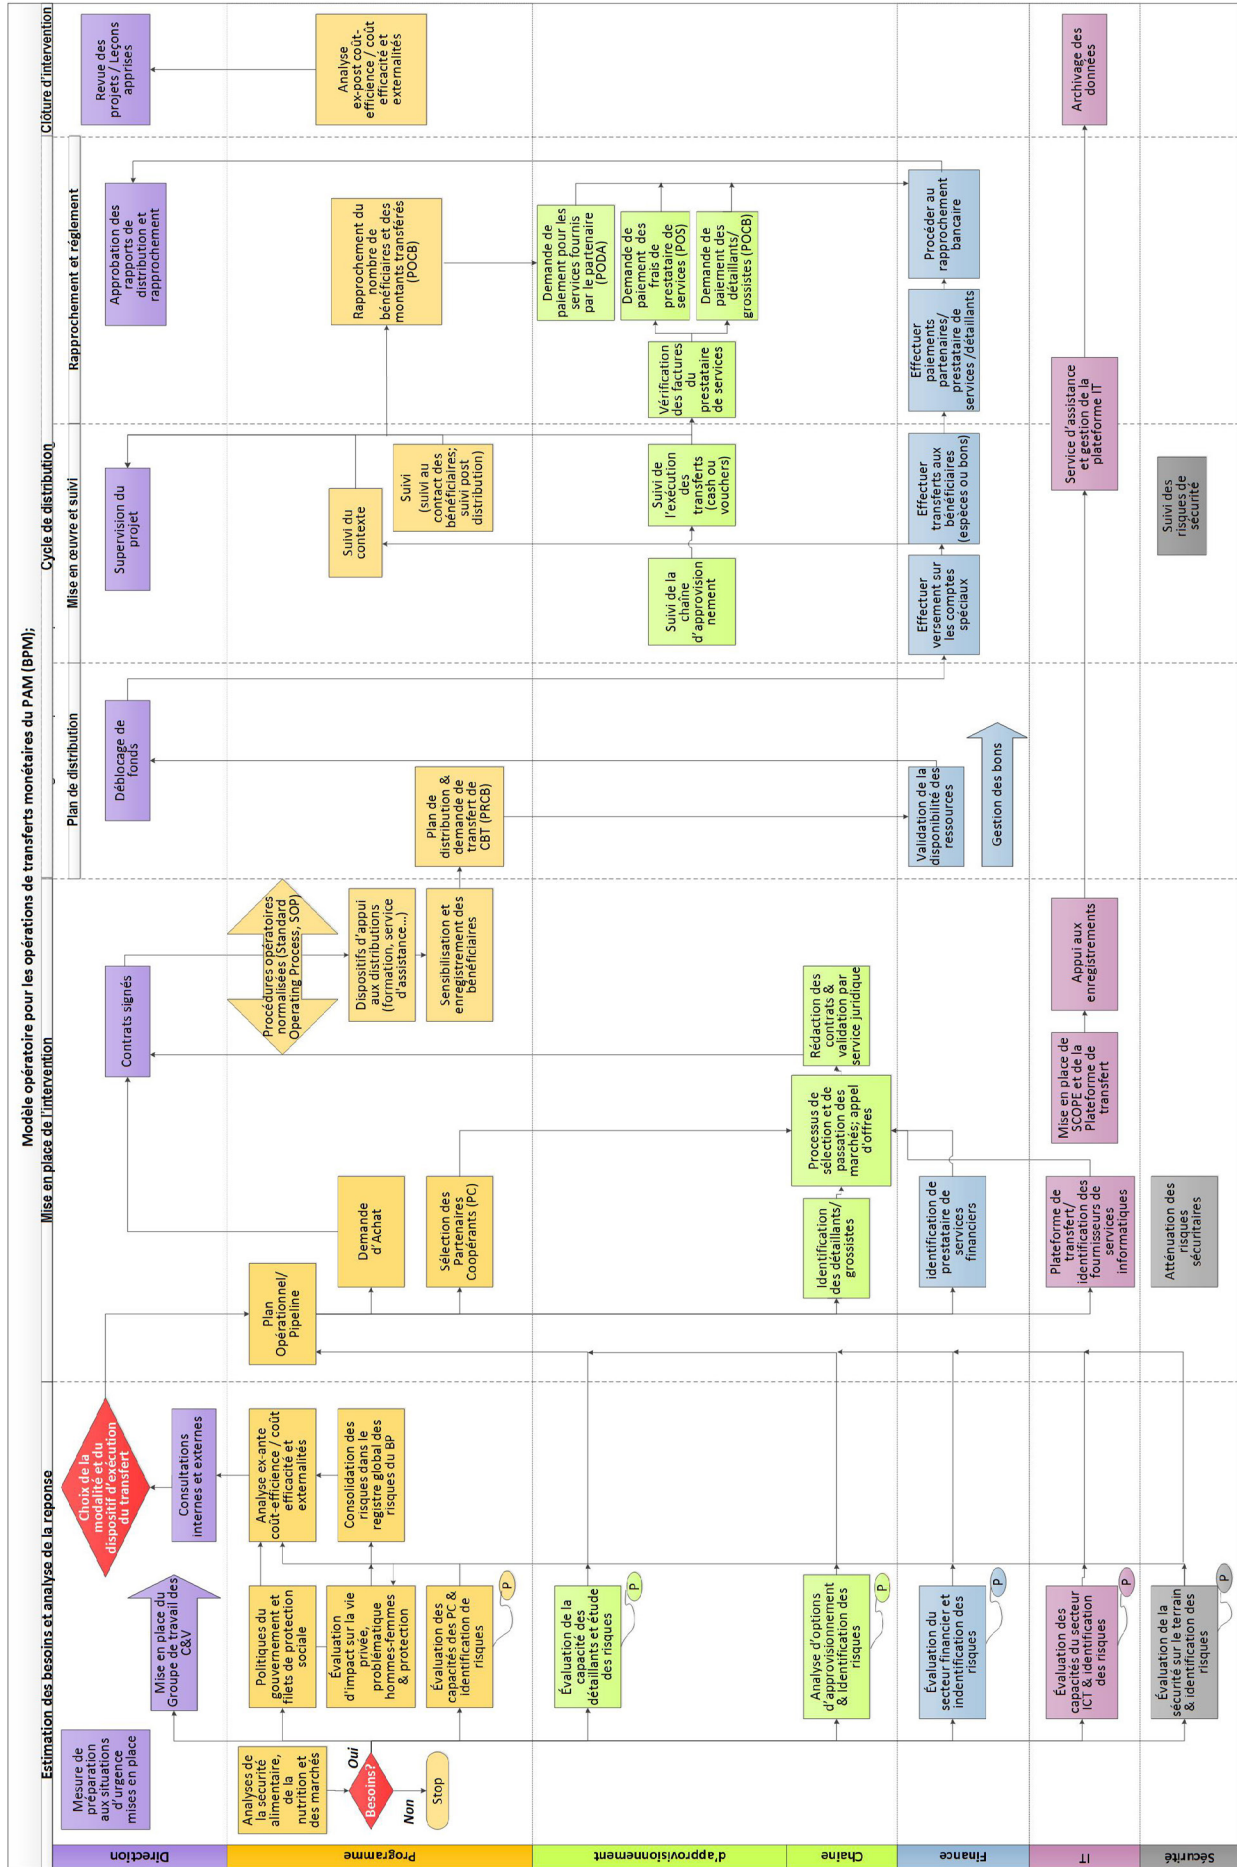 Modèle opératoire pour les opérations de transferts monétaires du PAM (BPM);
Estimation des besoins et analyse de la reponse
Mise en place de l'intervention
Cycle de distribution
Clôture d'intervention
Plan de distribution
Mise en œuvre et suivi
Rapprochement et réglement
Direction
Mesure de
préparation
aux situations
d'urgence
mises en place
Mise en place du
Groupe de travail des
C&V
Choix de la
modalité et du
dispositif d'exécution
du transfert
Consultations
internes et externes
Contrats signés
Déblocage de
fonds
Supervision du
projet
Approbation des
rapports de
distribution et
rapprochement
Revue des
projets / Leçons
apprises
Programme
Analyses de
la sécurité
alimentaire,
de la
nutrition et
des marchés
Besoins?
Oui
Non
Stop
Politiques du
gouvernement et
filets de protection
sociale
Évaluation
d'impact sur la vie
privée,
problématique
hommes-femmes
& protection
Évaluation des
capacités des PC &
identification de
risques
P
Analyse ex-ante
coût-efficience / coût
efficacité et
externalités
Consolidation des
risques dans le
registre global des
risques du BP
Plan
Opérationnel/
Pipeline
Demande
d'Achat
Sélection des
Partenaires
Coopérants (PC)
Procédures opératoires
normalisées (Standard
Operating Process, SOP)
Dispositifs d'appui
aux distributions
(formation, service
d'assistance...)
Sensibilisation et
enregistrement des
bénéficiaires
Plan de
distribution &
demande de
transfert de
CBT (PRCB)
Suivi du
contexte
Suivi
(suivi au
contact des
bénéficiaires;
suivi post
distribution)
Rapprochement du
nombre de
bénéficiaires et des
montants transférés
(POCB)
Analyse
ex-post coût-
efficience / coût
efficacité et
externalités
d'approvisionnement
Évaluation de la
capacité des
détaillants et étude
des risques
P
Suivi de la
chaîne
d'approvision
nement
Suivi de
l'exécution
des
transferts
(cash ou
vouchers)
Vérification
des factures
du
prestataire
de services
Demande de
paiement pour les
services fournis
par le partenaire
(PODA)
Demande de
paiement des
frais de
prestataire de
services (POS)
Demande de
paiement des
détaillants/
grossistes (POCB)
Chaine
Analyse d'options
d'approvisionnement
& Identification des
risques
P
Identification
des détaillants/
grossistes
Processus de
sélection et de
passation des
marchés; appel
d'offres
Rédaction des
contrats &
validation par
service juridique
Finance
Évaluation du
secteur financier et
indentification des
risques
P
identification de
prestataire de
services
financiers
Validation de la
disponibilité des
ressources
Gestion des bons
Effectuer
versement sur
les comptes
spéciaux
Effectuer
transferts aux
bénéficiaires
(espèces ou bons)
Effectuer
paiements
partenaires/
prestataire de
services /détaillants
Procéder au
rapprochement
bancaire
IT
Évaluation des
capacités du secteur
ICT & identification
des risques
P
Plateforme de
transfert/
identification des
fournisseurs de
services
informatiques
Mise en place de
SCOPE et de la
Plateforme de
transfert
Appui aux
enregistrements
Service d'assistance
et gestion de la
plateforme IT
Archivage des
données
Sécurité
Évaluation de la
sécurité sur le terrain
& identification des
risques
P
Atténuation des
risques
sécuritaires
Suivi des
risques de
sécurité